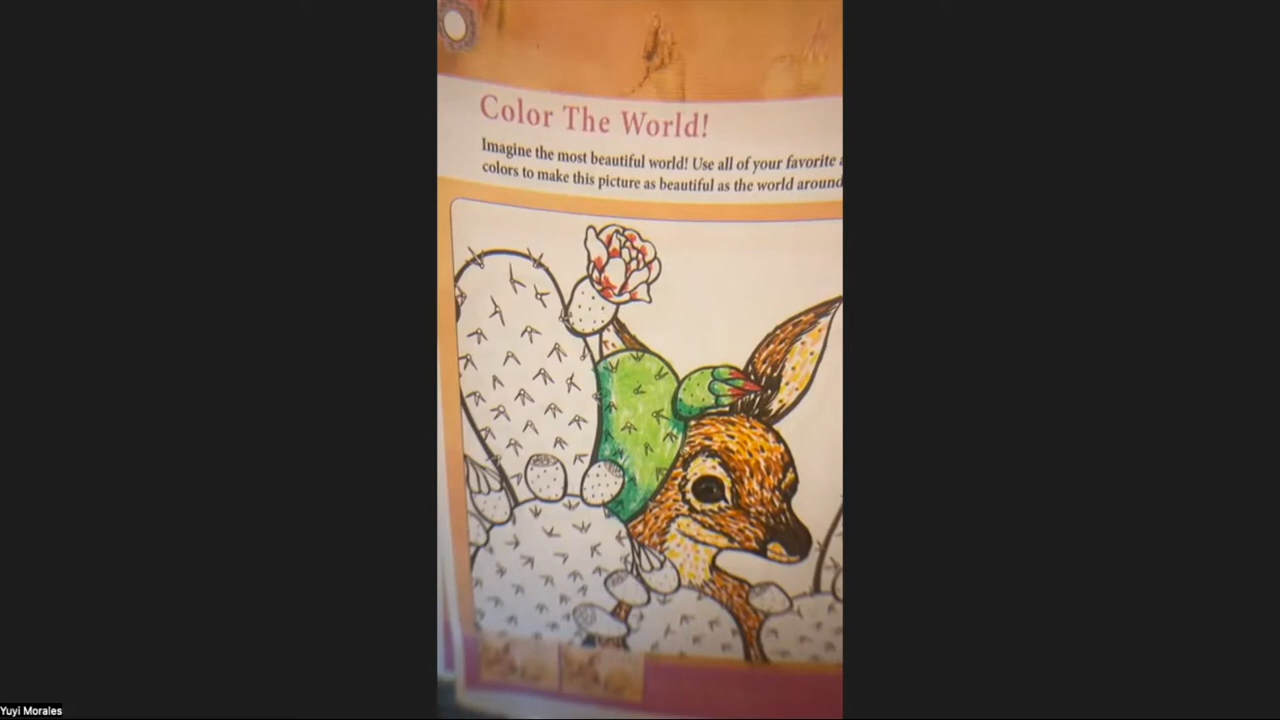 Color The World!
Imagine the most beautiful world! Use all of your favorite
colors to make this picture as beautiful as the world around
Yuyi Morales